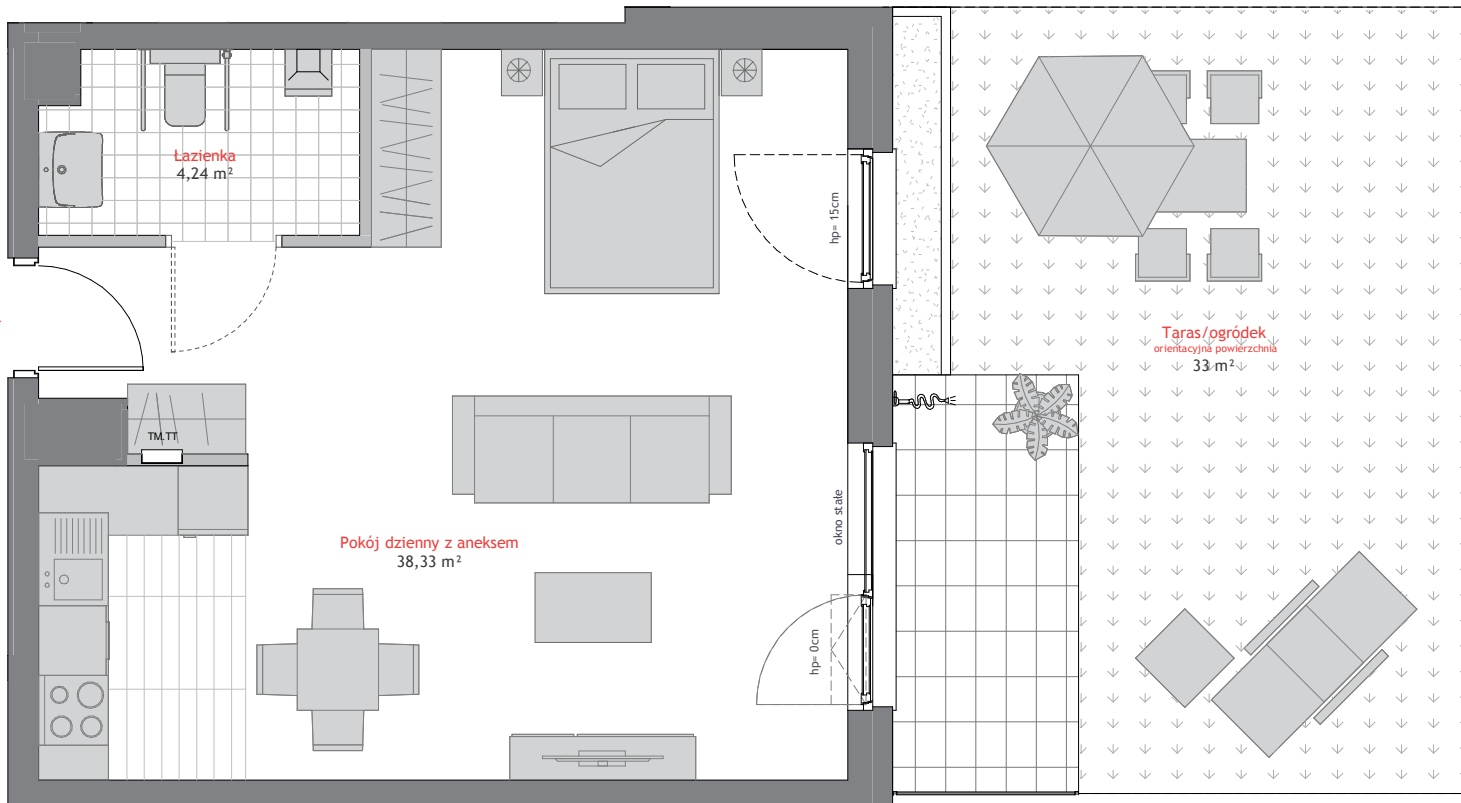 Łazienka
4,24 m²
hp= 15cm
Taras/ogródek
orientacyjna powierzchnia
33 m²
TM.TT
okno stałe
Pokój dzienny z aneksem
38,33 m²
hp= 0cm